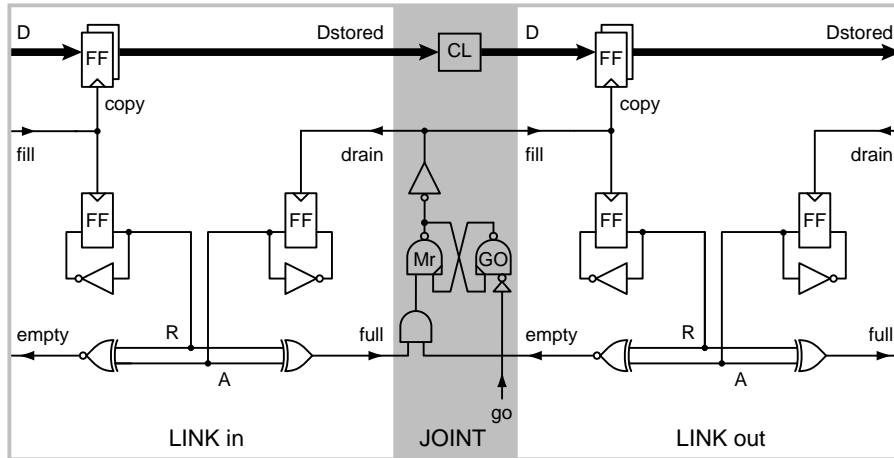 D Dstored D Dstored
FF CL FF
copy copy
fill drain fill drain
FF FF FF FF
Mr GO
empty R full empty R full
A A
go
LINK in JOINT LINK out